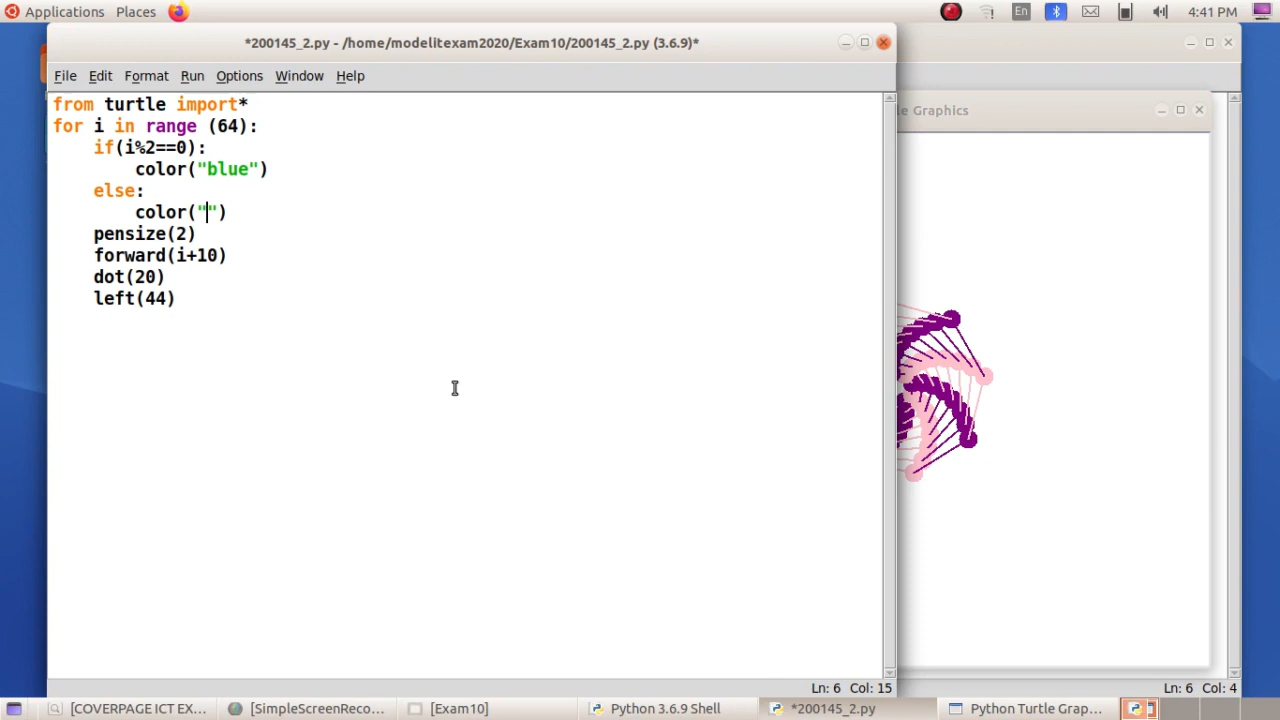 Applications Places En 4:41 PM
*200145_2.py - /home/modelitexam2020/Exam10/200145_2.py (3.6.9)*
File Edit Format Run Options Window Help
from turtle import*
for i in range (64):
if(i%2==0):
color("blue")
else:
color("")
pensize(2)
forward(i+10)
dot(20)
left(44)
le Graphics
Ln: 6 Col: 15
Ln: 6 Col: 4
[COVERPAGE ICT EX... [SimpleScreenReco... [Exam10] Python 3.6.9 Shell *200145_2.py Python Turtle Grap...